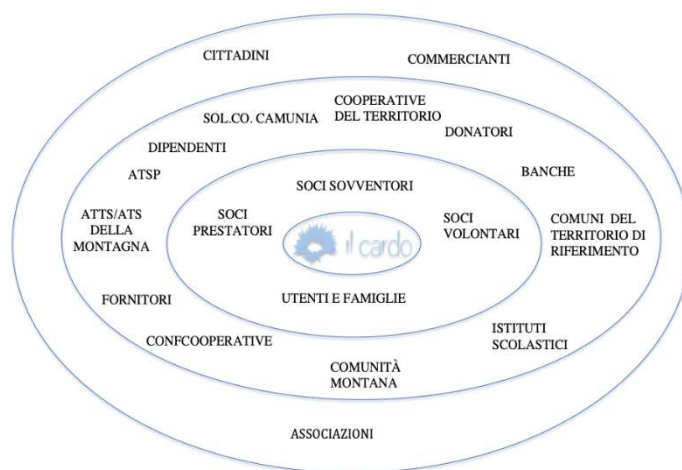 CITTADINI
COMMERCIANTI
COOPERATIVE
DEL TERRITORIO
SOL.CO. CAMUNIA
DONATORI
DIPENDENTI
ATSP
BANCHE
SOCI SOVVENTORI
ATTS/ATS
DELLA
MONTAGNA
SOCI
PRESTATORI
il cardo
SOCI
VOLONTARI
COMUNI DEL
TERRITORIO DI
RIFERIMENTO
FORNITORI
UTENTI E FAMIGLIE
CONFCOOPERATIVE
ISTITUTI
SCOLASTICI
COMUNITÀ
MONTANA
ASSOCIAZIONI